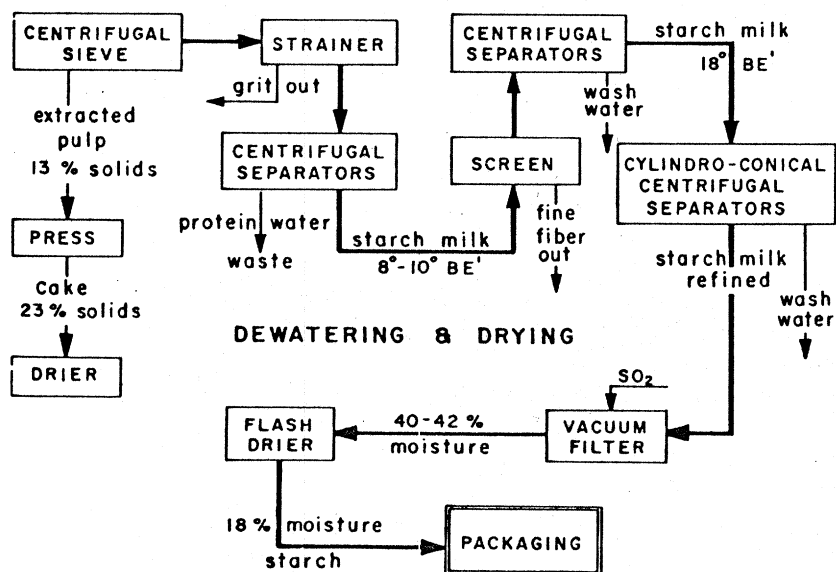 CENTRIFUGAL
SIEVE
STRAINER
grit out
extracted
pulp
13 % solids
PRESS
Cake
23 % solids
DRIER
CENTRIFUGAL
SEPARATORS
protein water
waste
starch milk
8°-10° BE'
SCREEN
fine
fiber
out
CENTRIFUGAL
SEPARATORS
wash
water
starch milk
18° BE'
CYLINDRO-CONICAL
CENTRIFUGAL
SEPARATORS
starch milk
refined
wash
water
DEWATERING & DRYING
SO₂
VACUUM
FILTER
40-42 %
moisture
FLASH
DRIER
18 % moisture
starch
PACKAGING